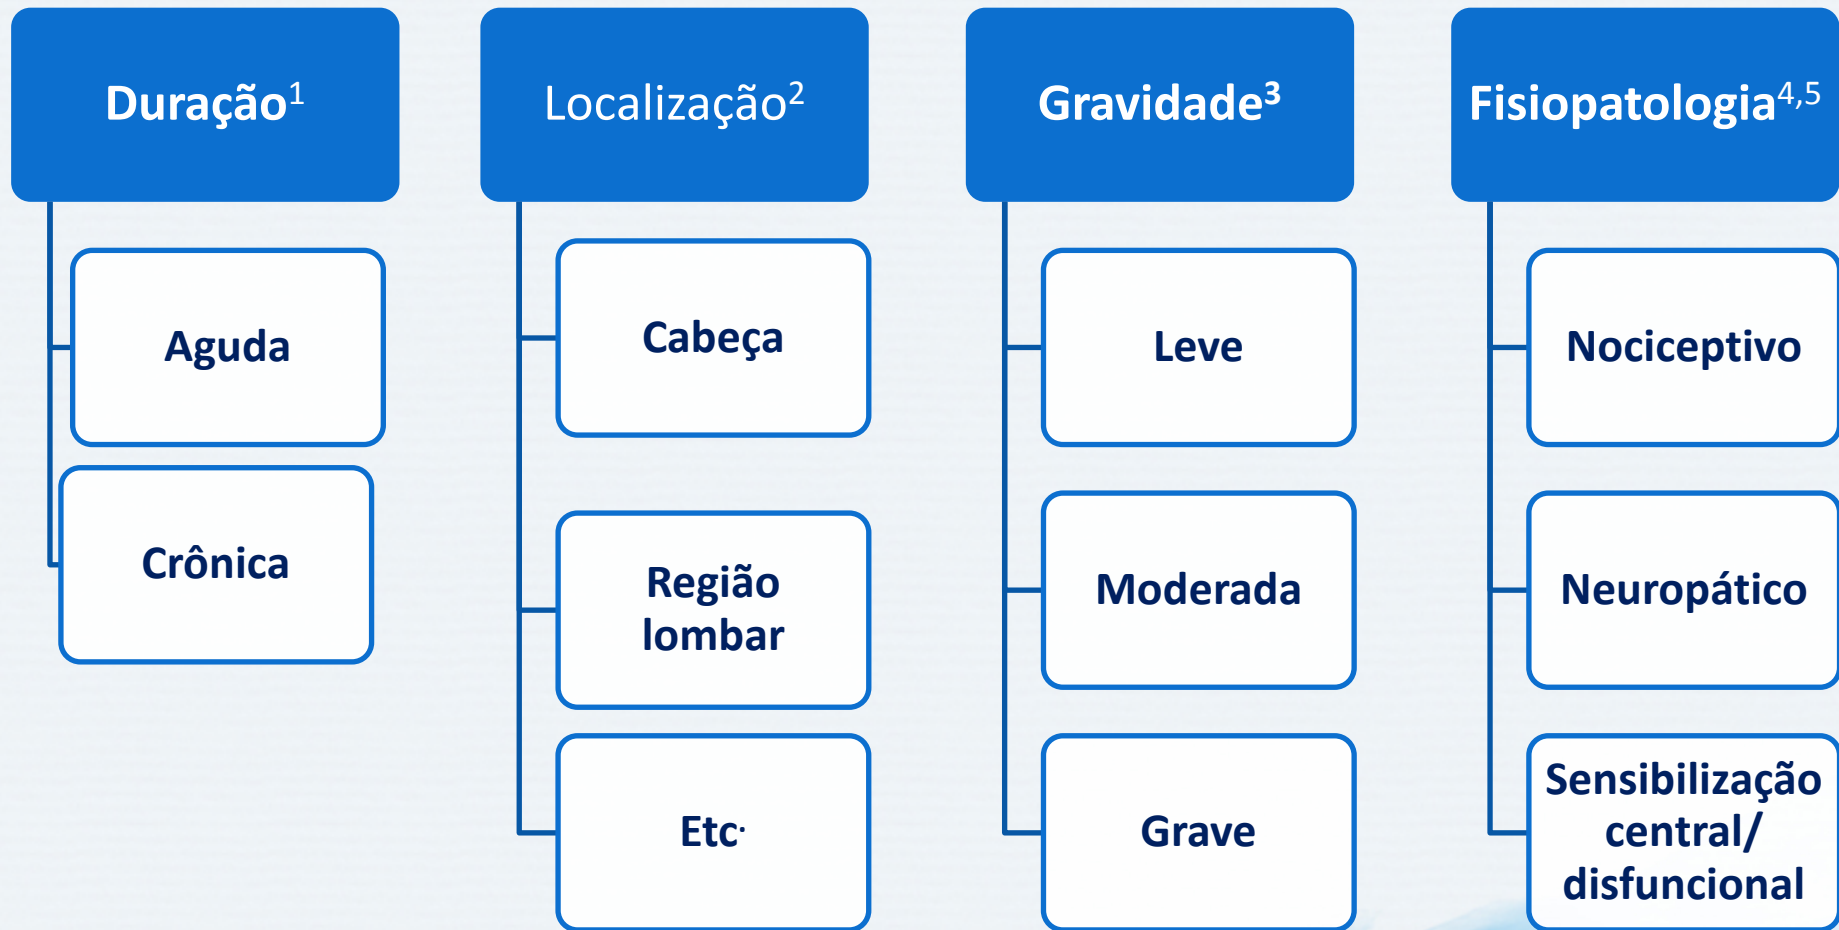 Duração¹
Aguda
Crônica
Localização²
Cabeça
Região
lombar
Etc·
Gravidade³
Leve
Moderada
Grave
Fisiopatologia⁴,⁵
Nociceptivo
Neuropático
Sensibilização
central/
disfuncional